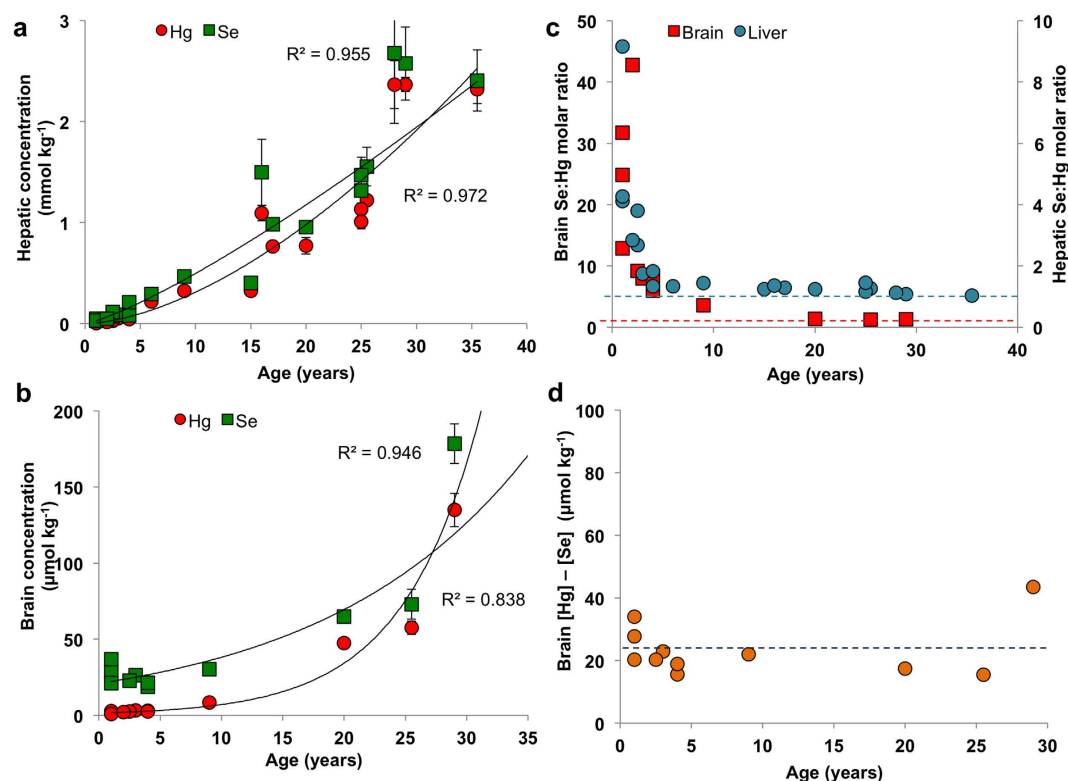 a
Hg Se
R² = 0.955
R² = 0.972
Hepatic concentration
(mmol kg⁻¹)
3
2
1
0
0 5 10 15 20 25 30 35 40
Age (years)
b
Hg Se
R² = 0.946
R² = 0.838
Brain concentration
(µmol kg⁻¹)
200
150
100
50
0
0 5 10 15 20 25 30 35
Age (years)
c
Brain Liver
Brain Se:Hg molar ratio
50
40
30
20
10
0
Hepatic Se:Hg molar ratio
10
8
6
4
2
0
0 10 20 30 40
Age (years)
d
Brain [Hg] – [Se] (µmol kg⁻¹)
100
80
60
40
20
0
0 5 10 15 20 25 30
Age (years)